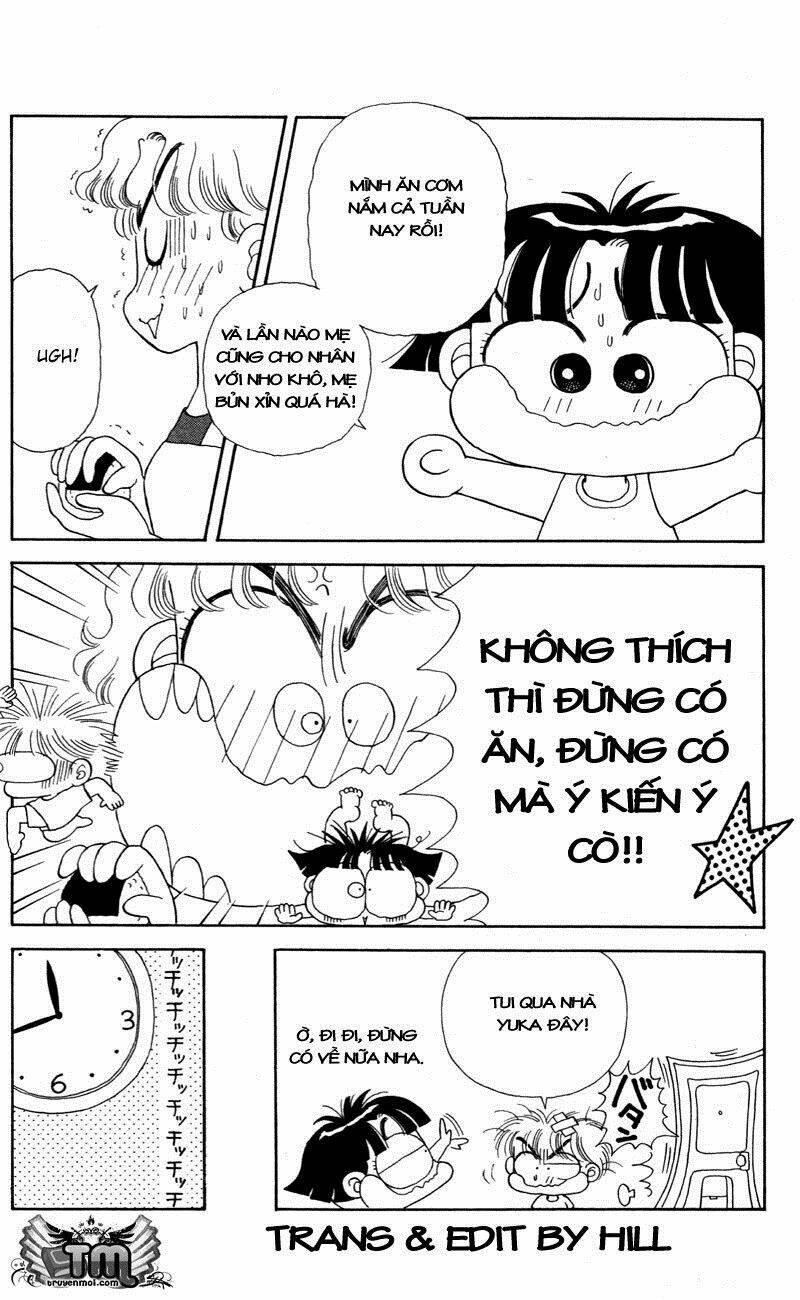 MÌNH ĂN CƠM
NẮM CẢ TUẦN
NAY RỒI!
VÀ LẦN NÀO MẸ
CŨNG CHO NHÂN
VỚI NHO KHÔ, MẸ
BỦN XỈN QUÁ HÀ!
UGH!
KHÔNG THÍCH
THÌ ĐỪNG CÓ
ĂN, ĐỪNG CÓ
MÀ Ý KIẾN Ý
CÒ!!
3
6
ッチッチッチッチッチッチッチ
TUI QUA NHÀ
YUKA ĐÂY!
Ờ, ĐI ĐI, ĐỪNG
CÓ VỀ NỮA NHA.
バタン
TM
truyenmoi.com
TRANS & EDIT BY HILL